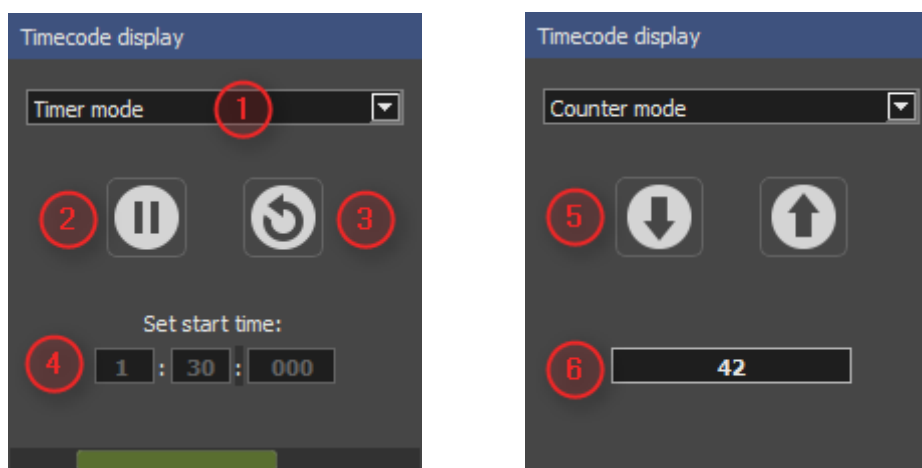 Timecode display
Timer mode
1
2
3
Set start time:
4
1 : 30 : 000
Timecode display
Counter mode
5
6
42